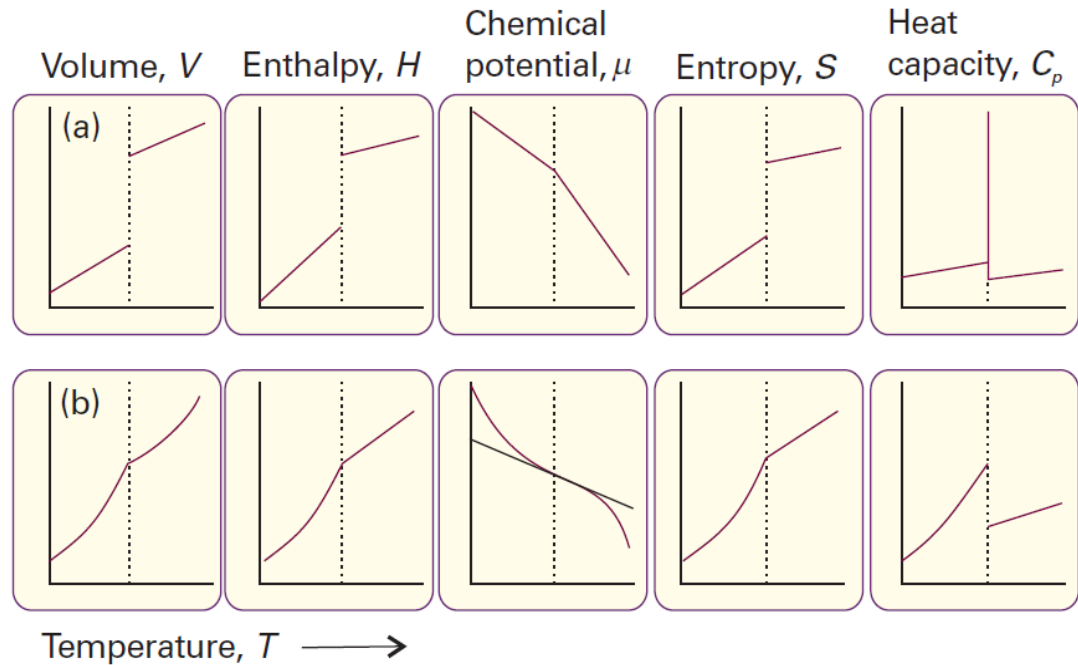 Volume, V
Enthalpy, H
Chemical
potential, μ
Entropy, S
Heat
capacity, Cₚ
(a)
(b)
Temperature, T